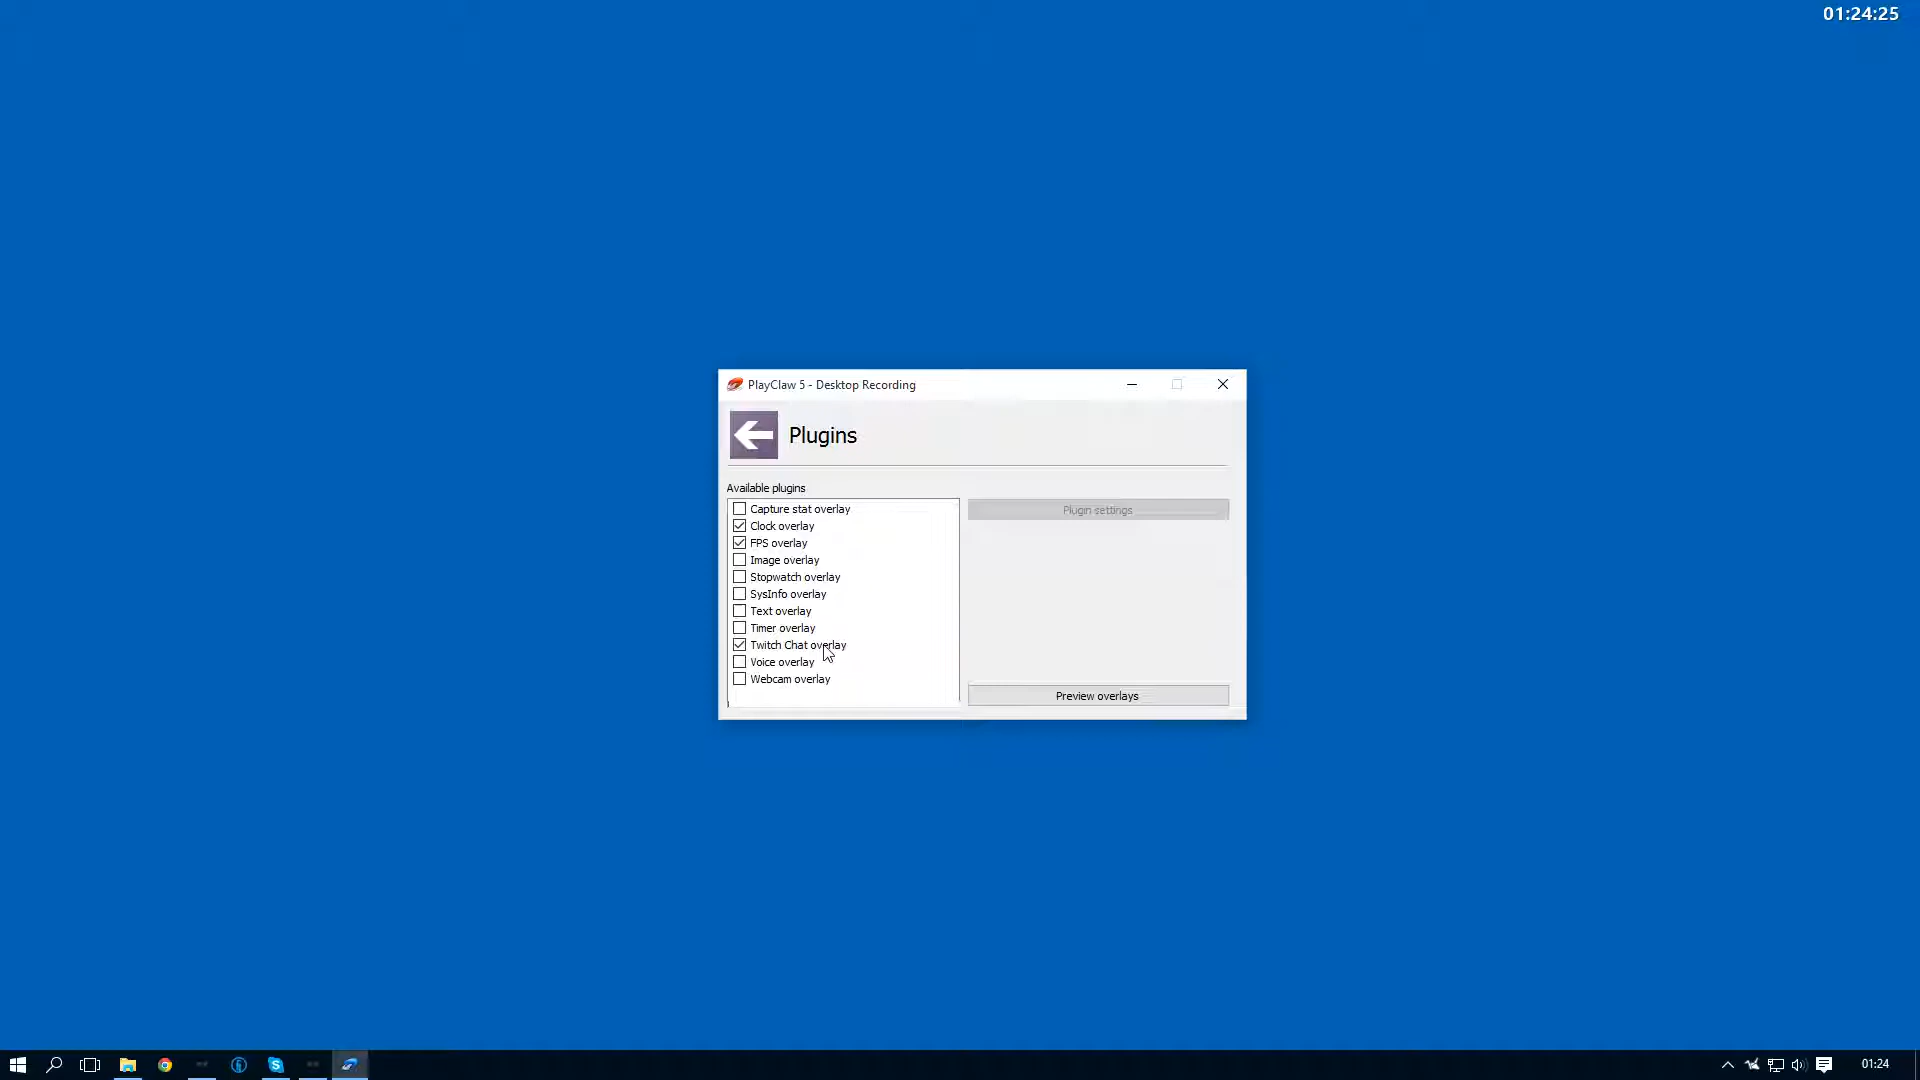 01:24:25
PlayClaw 5 - Desktop Recording
Plugins
Available plugins
Capture stat overlay
Clock overlay
FPS overlay
Image overlay
Stopwatch overlay
SysInfo overlay
Text overlay
Timer overlay
Twitch Chat overlay
Voice overlay
Webcam overlay
Plugin settings
Preview overlays
01:24